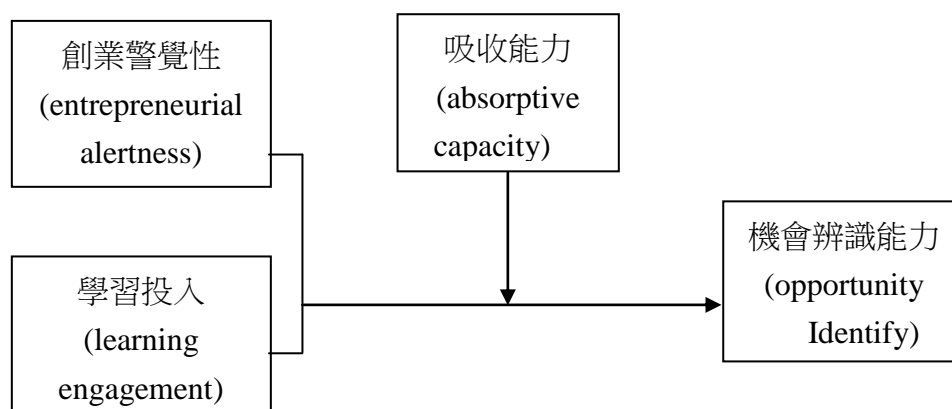 創業警覺性
(entrepreneurial
alertness)
吸收能力
(absorptive
capacity)
學習投入
(learning
engagement)
機會辨識能力
(opportunity
Identify)